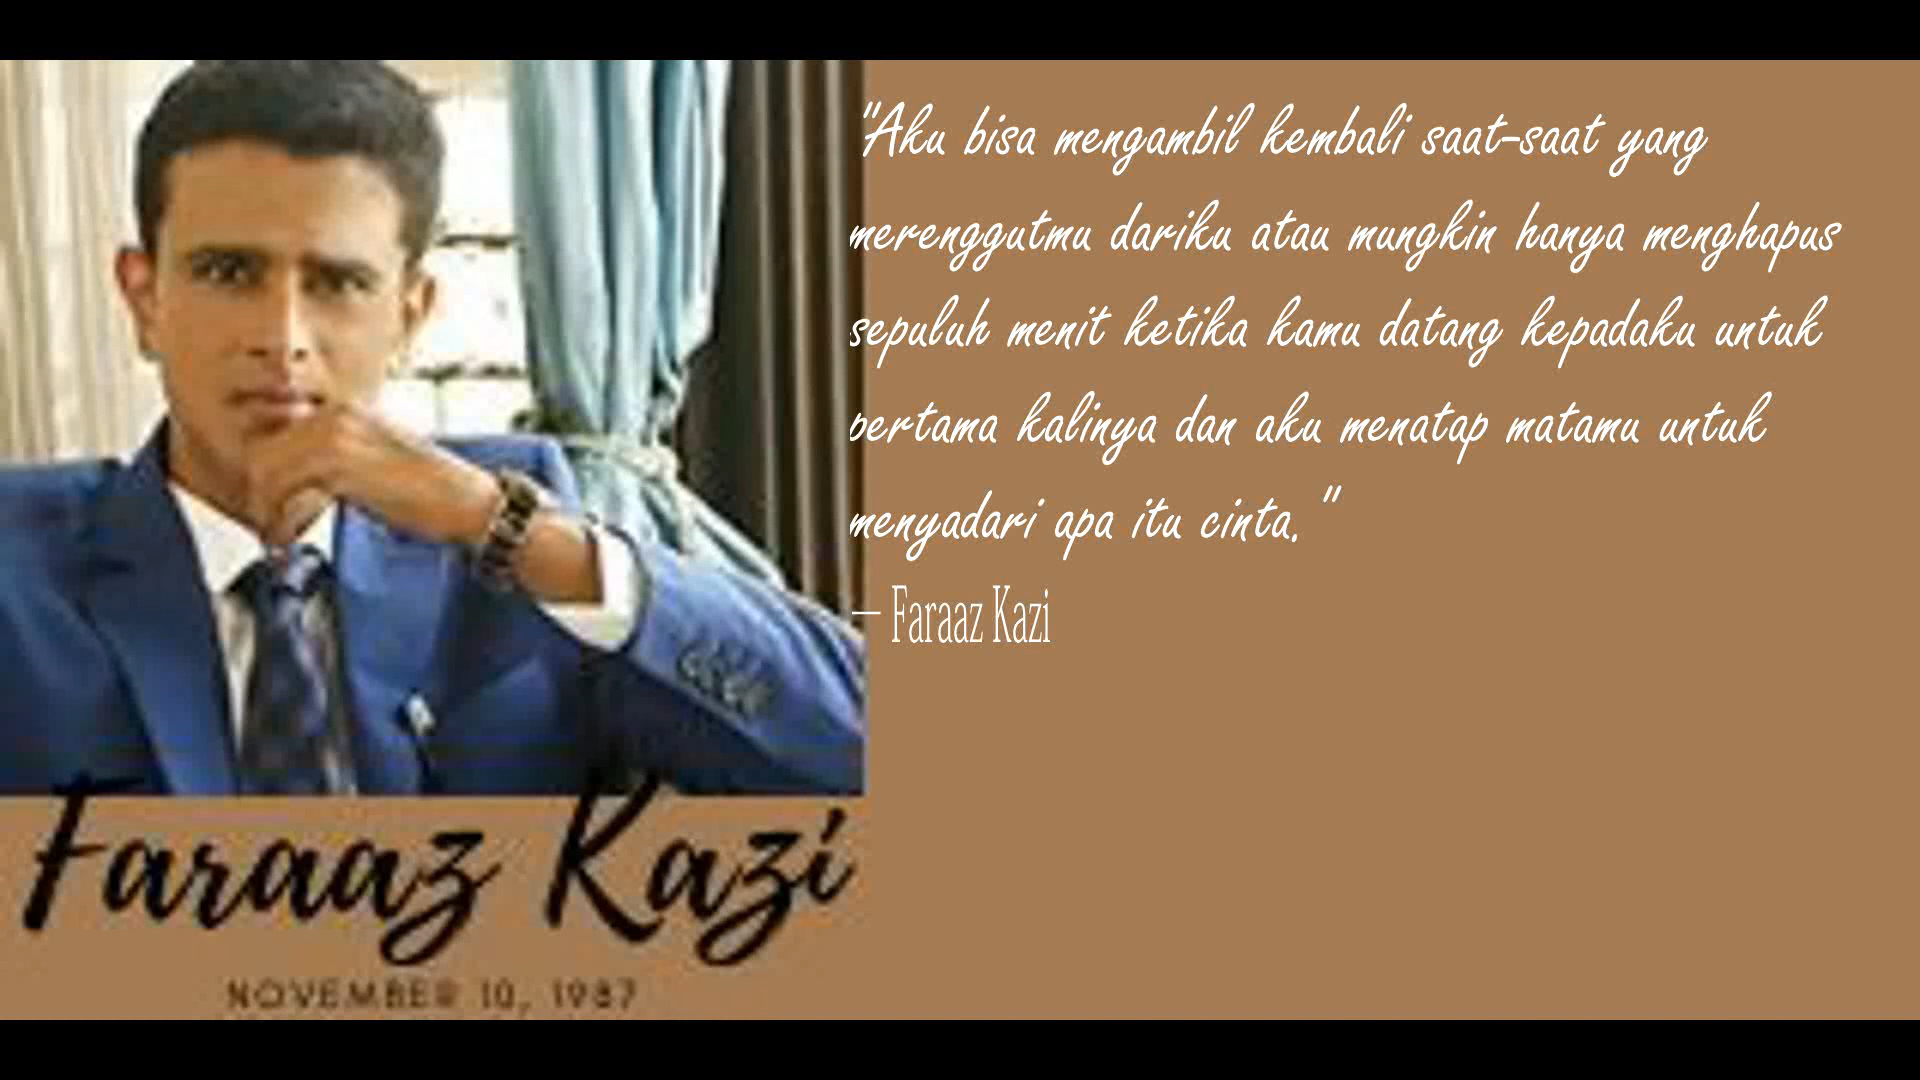 "Aku bisa mengambil kembali saat-saat yang
merenggutmu dariku atau mungkin hanya menghapus
sepuluh menit ketika kamu datang kepadaku untuk
pertama kalinya dan aku menatap matamu untuk
menyadari apa itu cinta."
— Faraaz Kazi
Faraaz Kazi
NOVEMBER 10, 1987